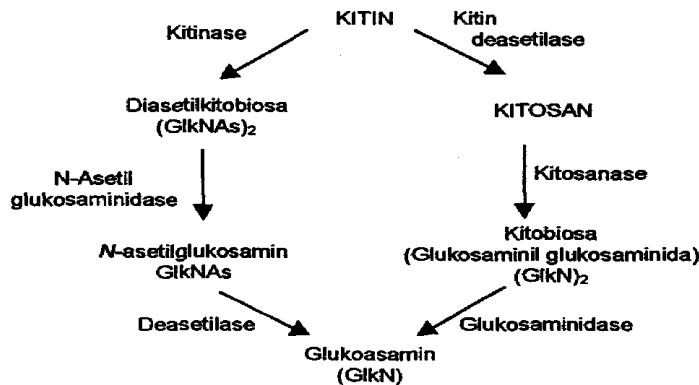 KITIN
Kitinase
Kitin
deasetilase
Diasetilkitobiosa
(GlkNAs)₂
KITOSAN
N-Asetil
glukosaminidase
Kitosanase
N-asetilglukosamin
GlkNAs
Kitobiosa
(Glukosaminil glukosaminida)
(GlkN)₂
Deasetilase
Glukosaminidase
Glukoasamin
(GlkN)